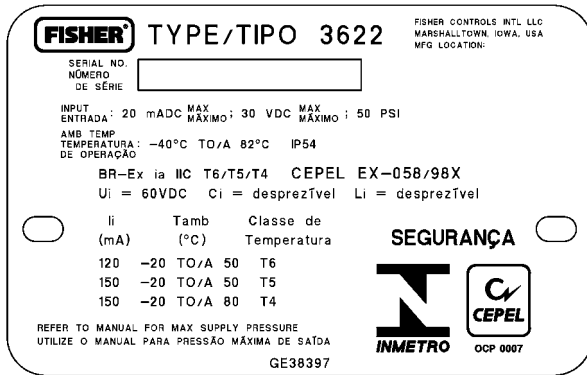 FISHER® TYPE/TIPO 3622
FISHER CONTROLS INTL LLC
MARSHALLTOWN, IOWA, USA
MFG LOCATION:
SERIAL NO.
NÚMERO
DE SÉRIE
INPUT
ENTRADA: 20 mADC MAX MÁXIMO; 30 VDC MAX MÁXIMO; 50 PSI
AMB TEMP
TEMPERATURA: -40°C TO/A 82°C IP54
DE OPERAÇÃO
BR-Ex ia IIC T6/T5/T4 CEPEL EX-058/98X
Ui = 60VDC Ci = desprezível Li = desprezível
Ii Tamb Classe de
(mA) (°C) Temperatura
120 -20 TO/A 50 T6
150 -20 TO/A 50 T5
150 -20 TO/A 80 T4
SEGURANÇA
INMETRO
CEPEL
OCP 0007
REFER TO MANUAL FOR MAX SUPPLY PRESSURE
UTILIZE O MANUAL PARA PRESSÃO MÁXIMA DE SAÍDA
GE38397